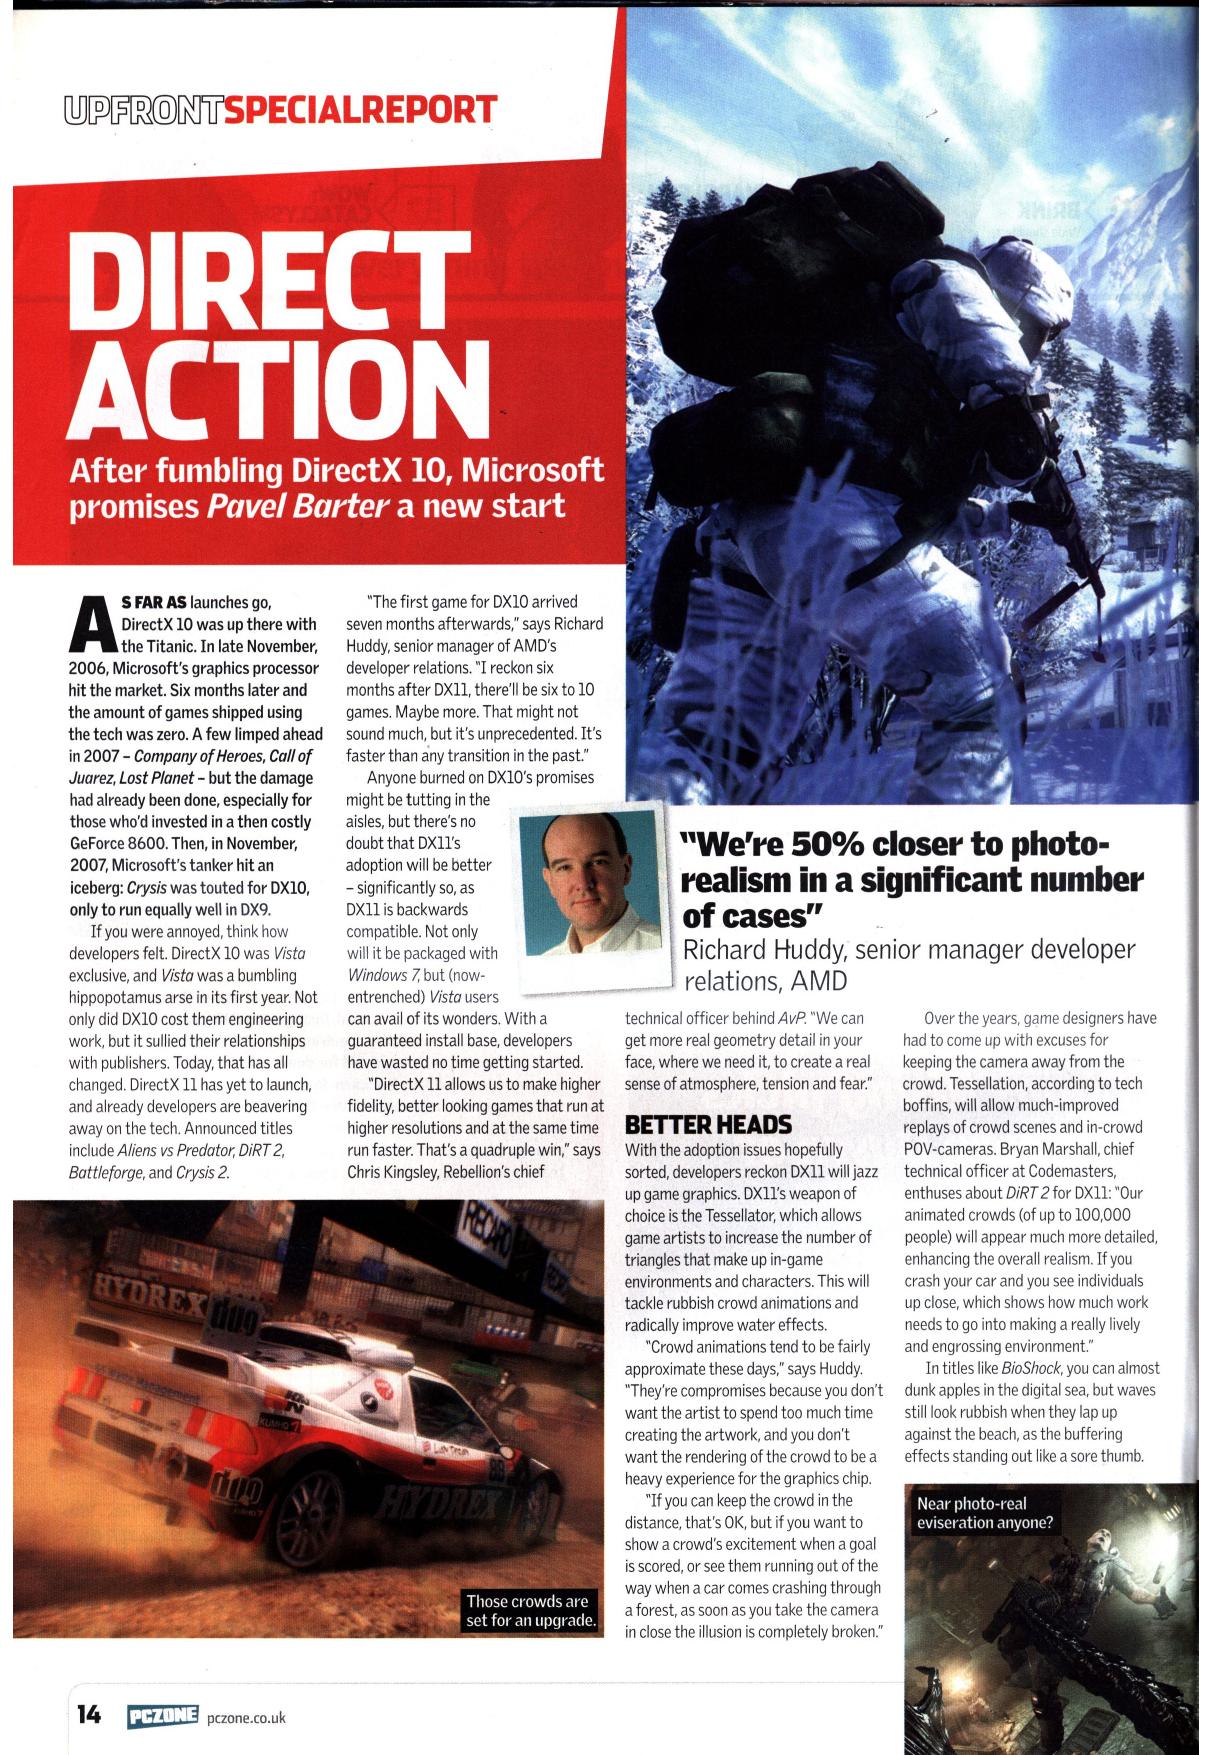 UPFRONTSPECIALREPORT
DIRECT
ACTION
After fumbling DirectX 10, Microsoft
promises Pavel Barter a new start
AS FAR AS launches go,
DirectX 10 was up there with
the Titanic. In late November,
2006, Microsoft's graphics processor
hit the market. Six months later and
the amount of games shipped using
the tech was zero. A few limped ahead
in 2007 – Company of Heroes, Call of
Juarez, Lost Planet – but the damage
had already been done, especially for
those who'd invested in a then costly
GeForce 8600. Then, in November,
2007, Microsoft's tanker hit an
iceberg: Crysis was touted for DX10,
only to run equally well in DX9.
If you were annoyed, think how
developers felt. DirectX 10 was Vista
exclusive, and Vista was a bumbling
hippopotamus arse in its first year. Not
only did DX10 cost them engineering
work, but it sullied their relationships
with publishers. Today, that has all
changed. DirectX 11 has yet to launch,
and already developers are beavering
away on the tech. Announced titles
include Aliens vs Predator, DiRT 2,
Battleforge, and Crysis 2.
"The first game for DX10 arrived
seven months afterwards," says Richard
Huddy, senior manager of AMD's
developer relations. "I reckon six
months after DX11, there'll be six to 10
games. Maybe more. That might not
sound much, but it's unprecedented. It's
faster than any transition in the past."
Anyone burned on DX10's promises
might be tutting in the
aisles, but there's no
doubt that DX11's
adoption will be better
– significantly so, as
DX11 is backwards
compatible. Not only
will it be packaged with
Windows 7, but (now-
entrenched) Vista users
can avail of its wonders. With a
guaranteed install base, developers
have wasted no time getting started.
"DirectX 11 allows us to make higher
fidelity, better looking games that run at
higher resolutions and at the same time
run faster. That's a quadruple win," says
Chris Kingsley, Rebellion's chief
"We're 50% closer to photo-
realism in a significant number
of cases"
Richard Huddy, senior manager developer
relations, AMD
technical officer behind AvP. "We can
get more real geometry detail in your
face, where we need it, to create a real
sense of atmosphere, tension and fear."
BETTER HEADS
With the adoption issues hopefully
sorted, developers reckon DX11 will jazz
up game graphics. DX11's weapon of
choice is the Tessellator, which allows
game artists to increase the number of
triangles that make up in-game
environments and characters. This will
tackle rubbish crowd animations and
radically improve water effects.
"Crowd animations tend to be fairly
approximate these days," says Huddy.
"They're compromises because you don't
want the artist to spend too much time
creating the artwork, and you don't
want the rendering of the crowd to be a
heavy experience for the graphics chip.
"If you can keep the crowd in the
distance, that's OK, but if you want to
show a crowd's excitement when a goal
is scored, or see them running out of the
way when a car comes crashing through
a forest, as soon as you take the camera
in close the illusion is completely broken."
Over the years, game designers have
had to come up with excuses for
keeping the camera away from the
crowd. Tessellation, according to tech
boffins, will allow much-improved
replays of crowd scenes and in-crowd
POV-cameras. Bryan Marshall, chief
technical officer at Codemasters,
enthuses about DiRT 2 for DX11: "Our
animated crowds (of up to 100,000
people) will appear much more detailed,
enhancing the overall realism. If you
crash your car and you see individuals
up close, which shows how much work
needs to go into making a really lively
and engrossing environment."
In titles like BioShock, you can almost
dunk apples in the digital sea, but waves
still look rubbish when they lap up
against the beach, as the buffering
effects standing out like a sore thumb.
RECARO
HYDREX
duo
KUMHO
duo
HYDREX
Those crowds are
set for an upgrade.
Near photo-real
evisceration anyone?
14
PCZONE
pczone.co.uk